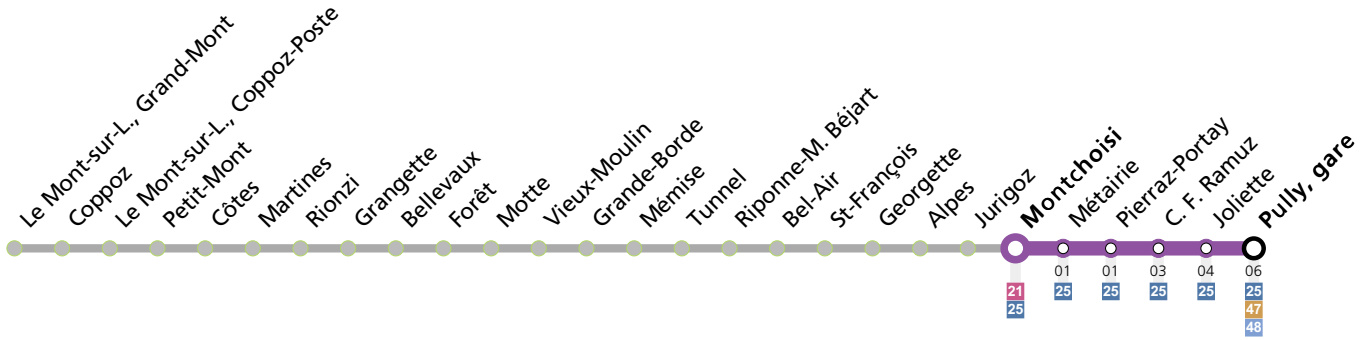 Le Mont-sur-L., Grand-Mont
Coppoz
Le Mont-sur-L., Coppoz-Poste
Petit-Mont
Côtes
Martines
Rionzi
Grangette
Bellevaux
Forêt
Motte
Vieux-Moulin
Grande-Borde
Mémise
Tunnel
Riponne-M. Béjart
Bel-Air
St-François
Georgette
Alpes
Jurigoz
Montchoisi
Métairie
Pierraz-Portay
C. F. Ramuz
Joliette
Pully, gare
01 01 03 04 06
21 25 25 25 25 25
25 47
48